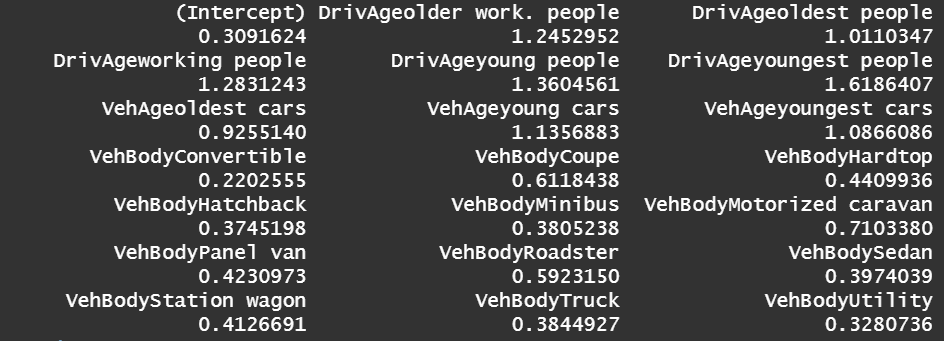 (Intercept) DrivAgeolder work. people DrivAgeoldest people
0.3091624 1.2452952 1.0110347
DrivAgeworking people DrivAgeyoung people DrivAgeyoungest people
1.2831243 1.3604561 1.6186407
VehAgeoldest cars VehAgeyoung cars VehAgeyoungest cars
0.9255140 1.1356883 1.0866086
VehBodyConvertible VehBodyCoupe VehBodyHardtop
0.2202555 0.6118438 0.4409936
VehBodyHatchback VehBodyMinibus VehBodyMotorized caravan
0.3745198 0.3805238 0.7103380
VehBodyPanel van VehBodyRoadster VehBodySedan
0.4230973 0.5923150 0.3974039
VehBodyStation wagon VehBodyTruck VehBodyUtility
0.4126691 0.3844927 0.3280736